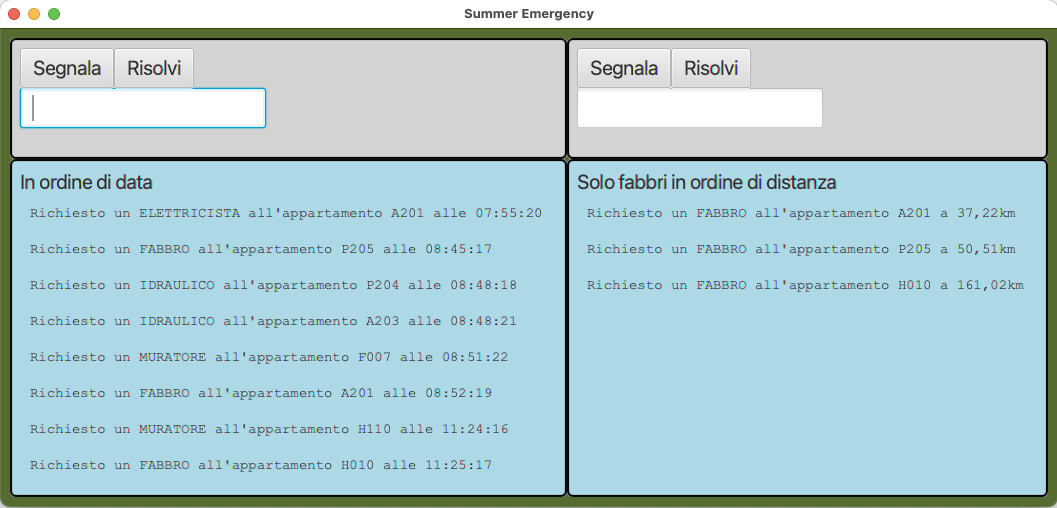 Summer Emergency
Segnala Risolvi
Segnala Risolvi
In ordine di data
Richiesto un ELETTRICISTA all'appartamento A201 alle 07:55:20
Richiesto un FABBRO all'appartamento P205 alle 08:45:17
Richiesto un IDRAULICO all'appartamento P204 alle 08:48:18
Richiesto un IDRAULICO all'appartamento A203 alle 08:48:21
Richiesto un MURATORE all'appartamento F007 alle 08:51:22
Richiesto un FABBRO all'appartamento A201 alle 08:52:19
Richiesto un MURATORE all'appartamento H110 alle 11:24:16
Richiesto un FABBRO all'appartamento H010 alle 11:25:17
Solo fabbri in ordine di distanza
Richiesto un FABBRO all'appartamento A201 a 37,22km
Richiesto un FABBRO all'appartamento P205 a 50,51km
Richiesto un FABBRO all'appartamento H010 a 161,02km